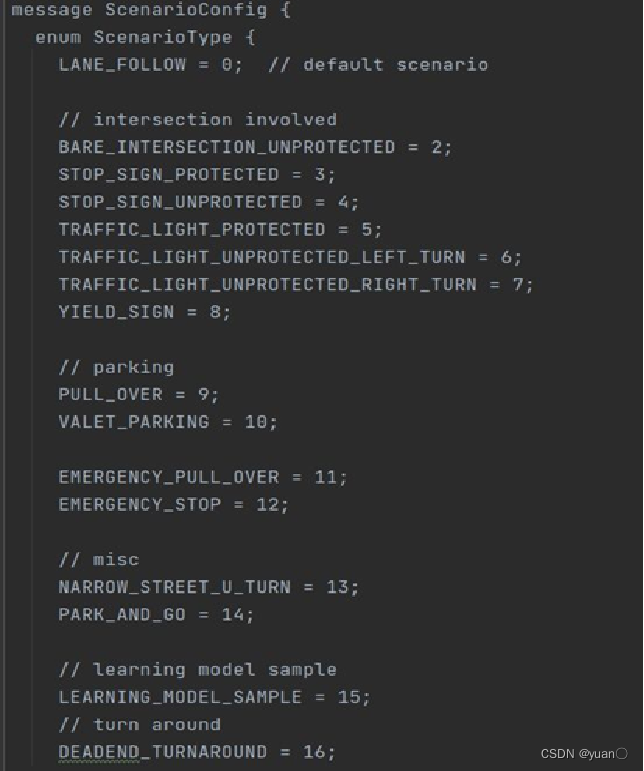 message ScenarioConfig {
enum ScenarioType {
LANE_FOLLOW = 0;  // default scenario
// intersection involved
BARE_INTERSECTION_UNPROTECTED = 2;
STOP_SIGN_PROTECTED = 3;
STOP_SIGN_UNPROTECTED = 4;
TRAFFIC_LIGHT_PROTECTED = 5;
TRAFFIC_LIGHT_UNPROTECTED_LEFT_TURN = 6;
TRAFFIC_LIGHT_UNPROTECTED_RIGHT_TURN = 7;
YIELD_SIGN = 8;
// parking
PULL_OVER = 9;
VALET_PARKING = 10;
EMERGENCY_PULL_OVER = 11;
EMERGENCY_STOP = 12;
// misc
NARROW_STREET_U_TURN = 13;
PARK_AND_GO = 14;
// learning model sample
LEARNING_MODEL_SAMPLE = 15;
// turn around
DEADEND_TURNAROUND = 16;
CSDN @yuan〇